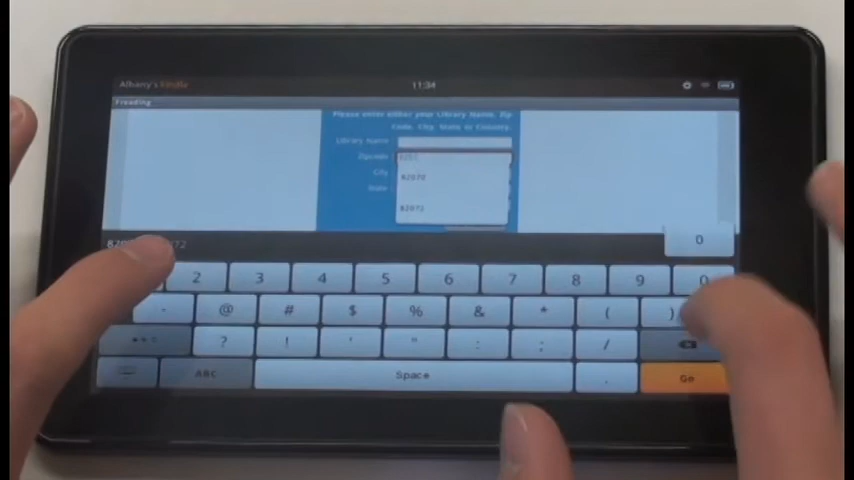 Albany's Kindle 11:34
Freading
Please enter either your Library Name, Zip
Code, City, State or Country.
Library Name
Zipcode
City
82070
State
82072
0
2 3 4 5 6 7 8 9 0
- @ # $ % & * ( )
? ! ' " : ; /
ABC Space . Go